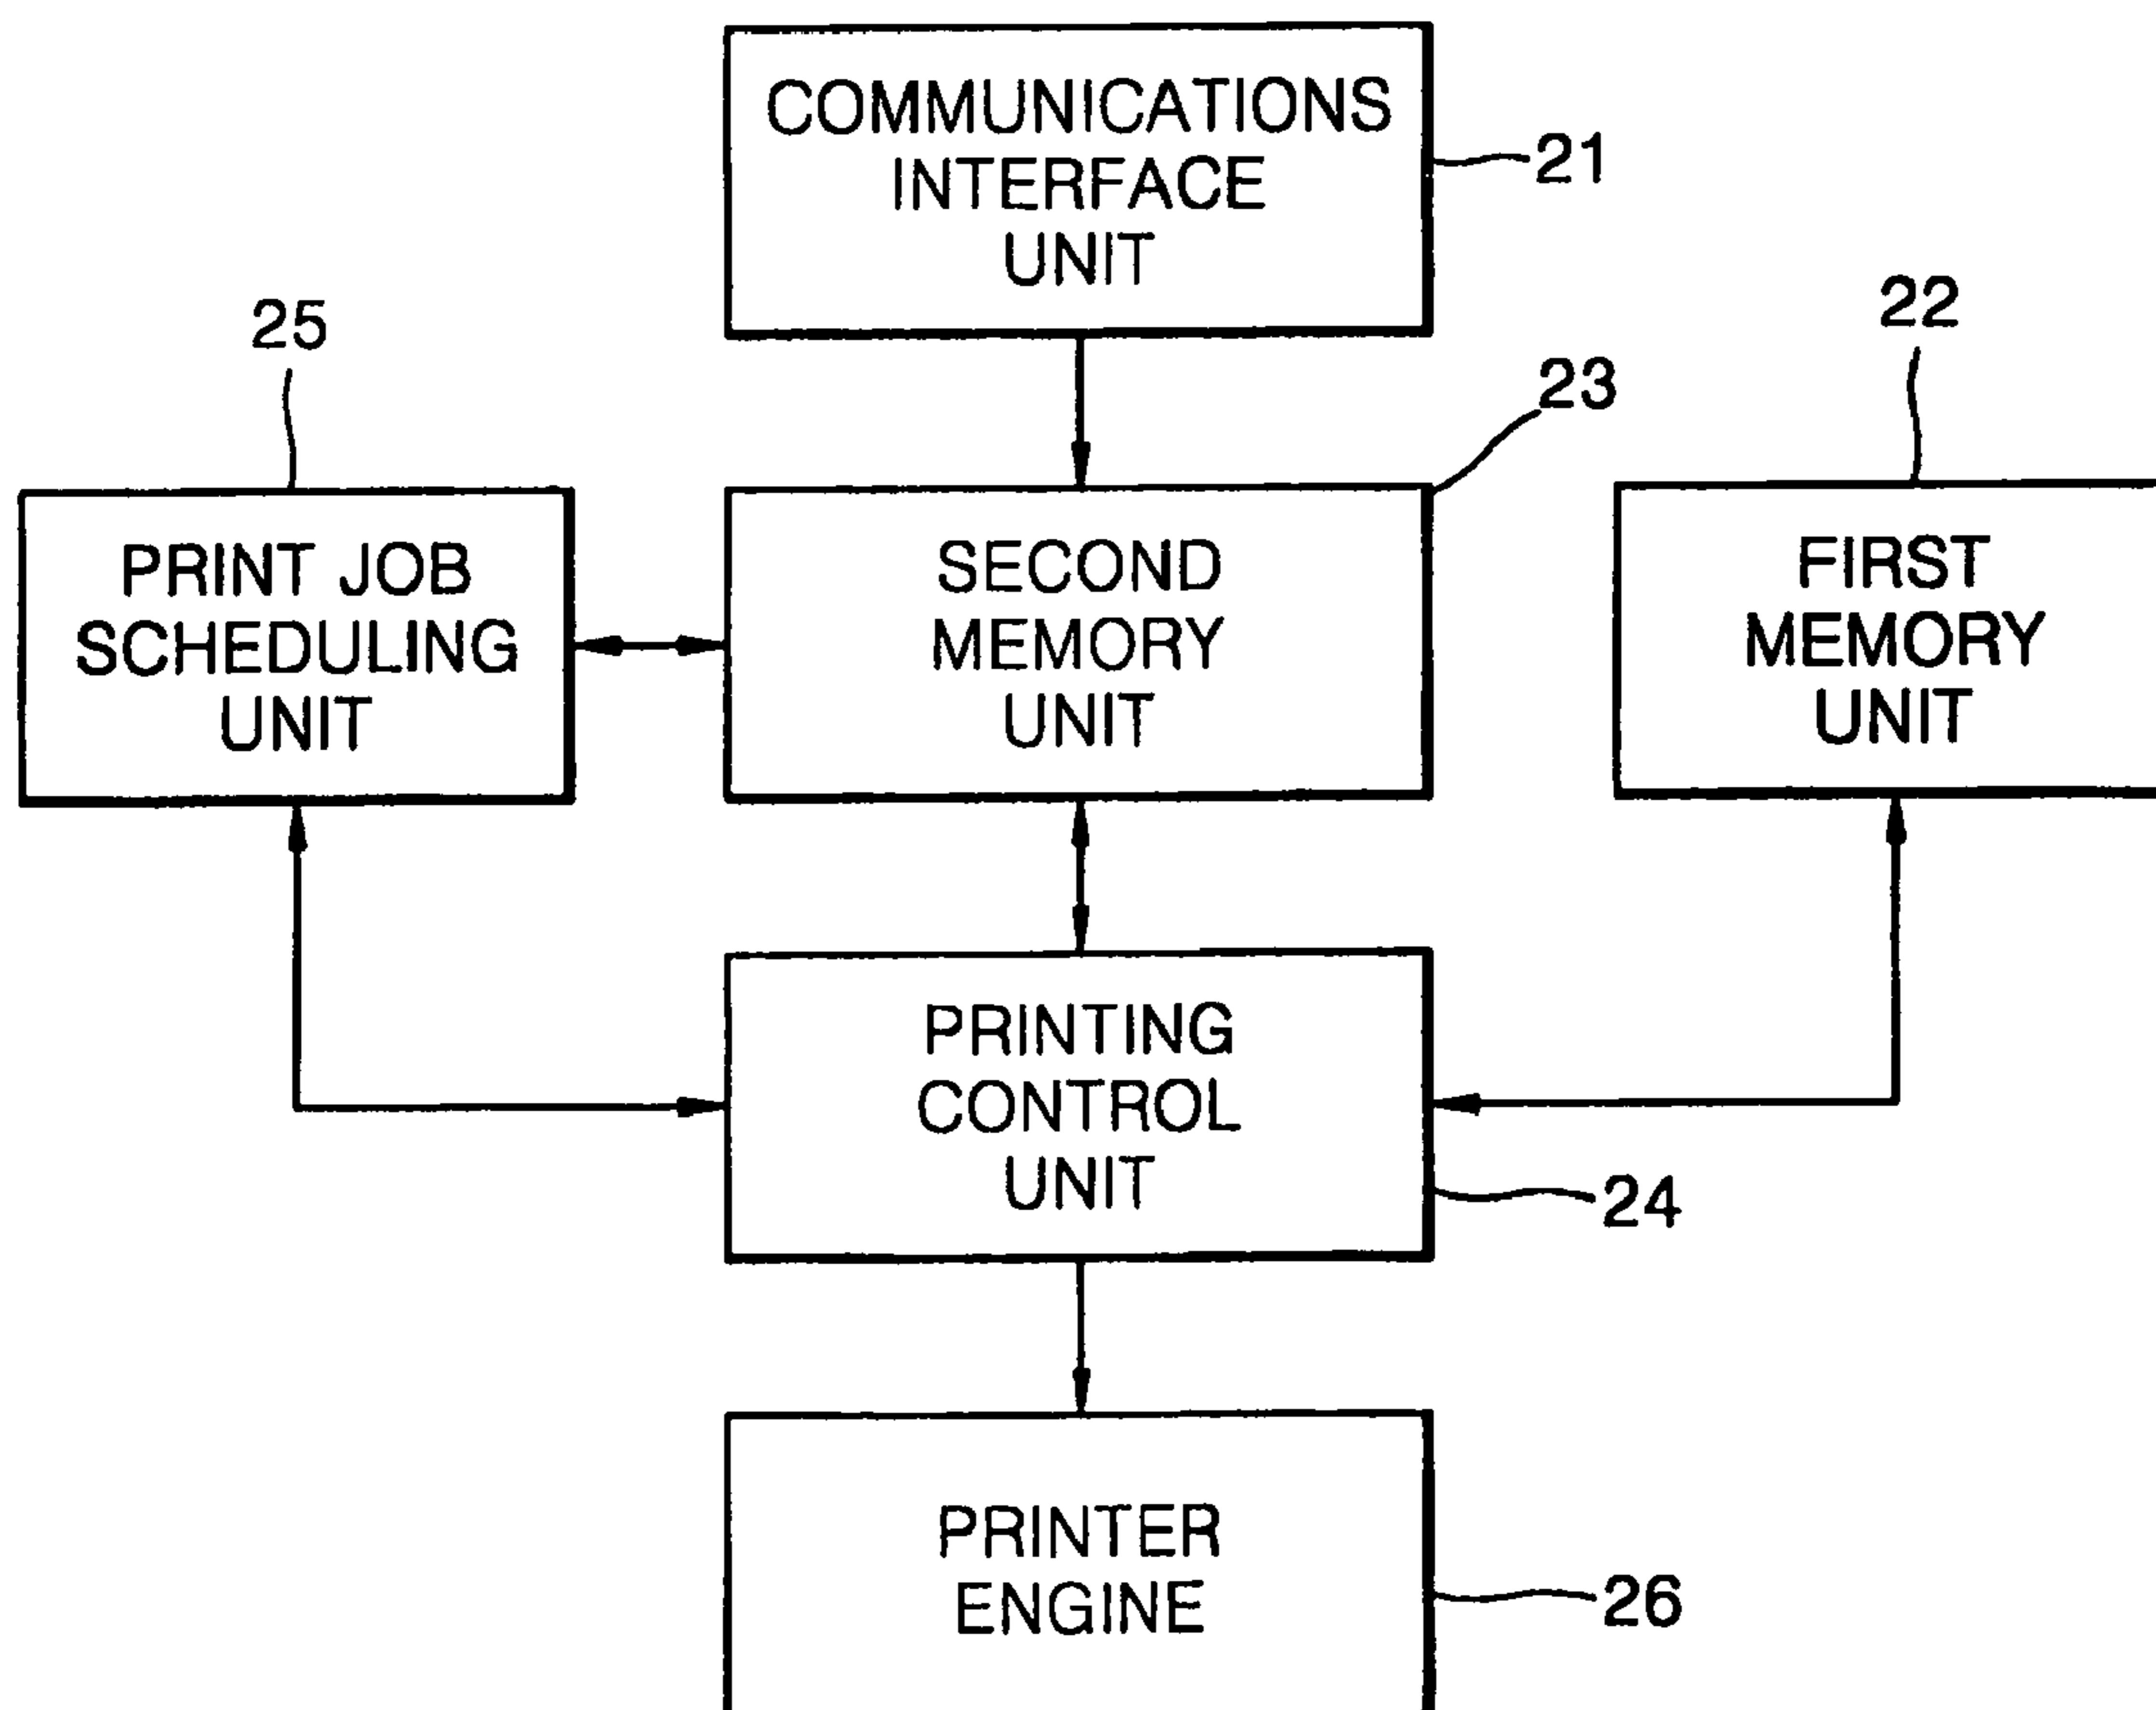 COMMUNICATIONS
INTERFACE
UNIT
21
25
22
23
PRINT JOB
SCHEDULING
UNIT
SECOND
MEMORY
UNIT
FIRST
MEMORY
UNIT
PRINTING
CONTROL
UNIT
24
PRINTER
ENGINE
26